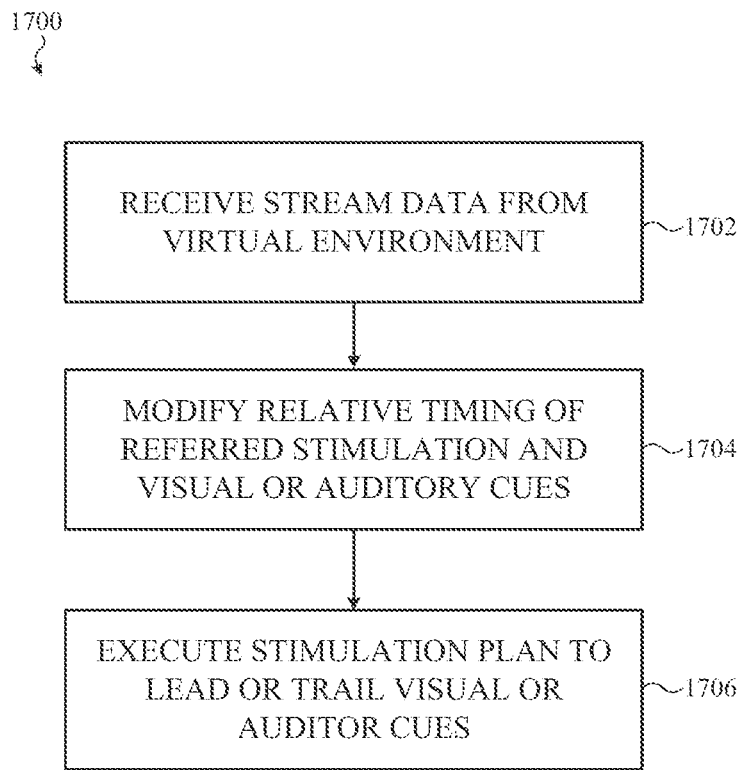 1700
RECEIVE STREAM DATA FROM
VIRTUAL ENVIRONMENT
1702
MODIFY RELATIVE TIMING OF
REFERRED STIMULATION AND
VISUAL OR AUDITORY CUES
1704
EXECUTE STIMULATION PLAN TO
LEAD OR TRAIL VISUAL OR
AUDITOR CUES
1706